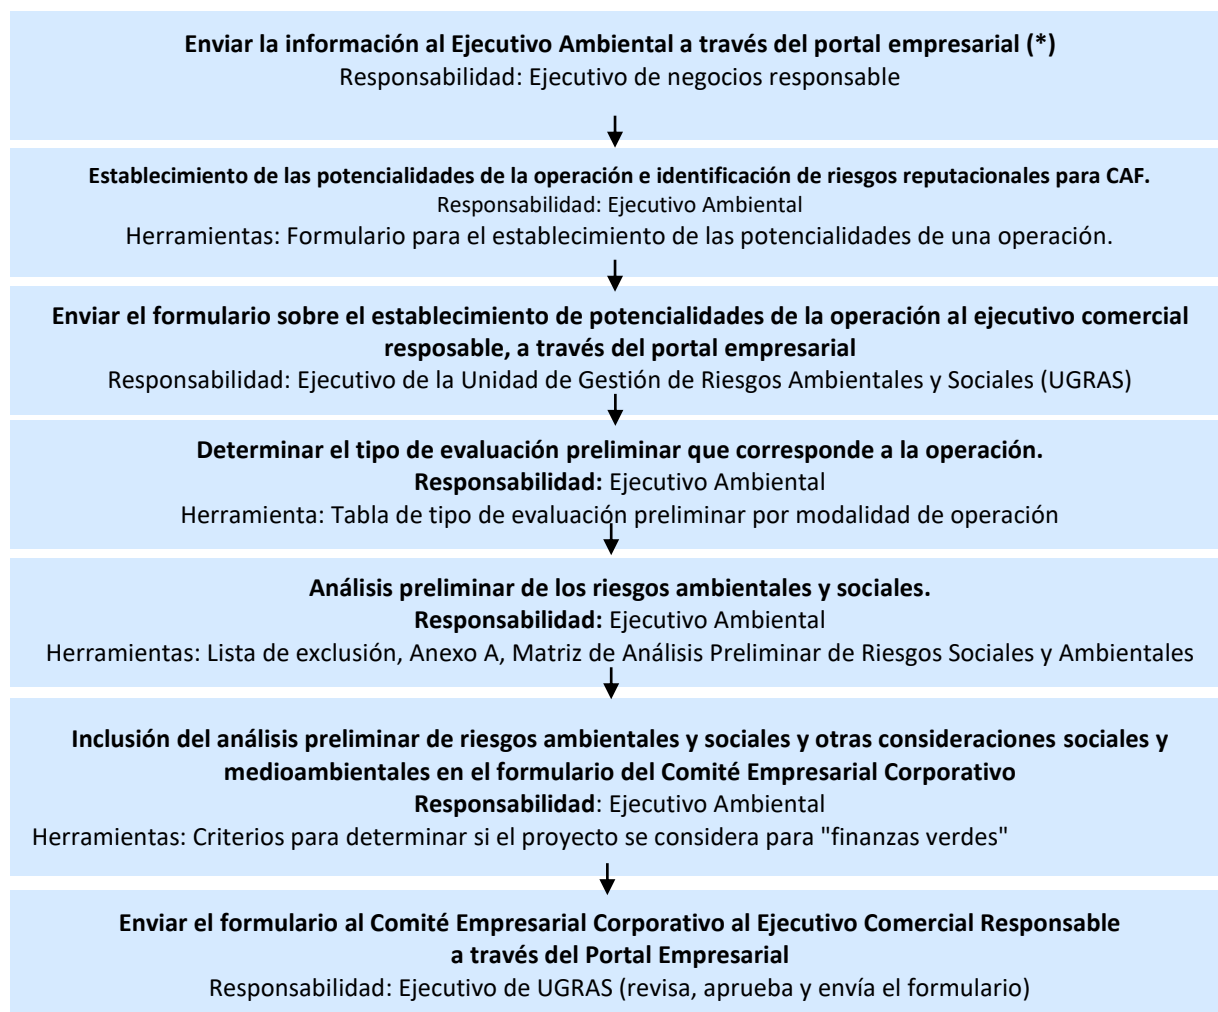 Enviar la información al Ejecutivo Ambiental a través del portal empresarial (*)
Responsabilidad: Ejecutivo de negocios responsable
Establecimiento de las potencialidades de la operación e identificación de riesgos reputacionales para CAF.
Responsabilidad: Ejecutivo Ambiental
Herramientas: Formulario para el establecimiento de las potencialidades de una operación.
Enviar el formulario sobre el establecimiento de potencialidades de la operación al ejecutivo comercial
resposable, a través del portal empresarial
Responsabilidad: Ejecutivo de la Unidad de Gestión de Riesgos Ambientales y Sociales (UGRAS)
Determinar el tipo de evaluación preliminar que corresponde a la operación.
Responsabilidad: Ejecutivo Ambiental
Herramienta: Tabla de tipo de evaluación preliminar por modalidad de operación
Análisis preliminar de los riesgos ambientales y sociales.
Responsabilidad: Ejecutivo Ambiental
Herramientas: Lista de exclusión, Anexo A, Matriz de Análisis Preliminar de Riesgos Sociales y Ambientales
Inclusión del análisis preliminar de riesgos ambientales y sociales y otras consideraciones sociales y
medioambientales en el formulario del Comité Empresarial Corporativo
Responsabilidad: Ejecutivo Ambiental
Herramientas: Criterios para determinar si el proyecto se considera para "finanzas verdes"
Enviar el formulario al Comité Empresarial Corporativo al Ejecutivo Comercial Responsable
a través del Portal Empresarial
Responsabilidad: Ejecutivo de UGRAS (revisa, aprueba y envía el formulario)